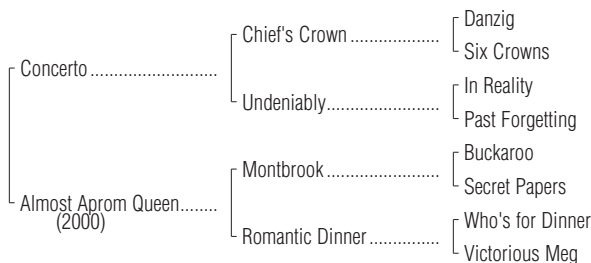 Danzig
Chief's Crown ....................
Six Crowns
Concerto ............................
In Reality
Undeniably.........................
Past Forgetting
Buckaroo
Montbrook .........................
Secret Papers
Almost Aprom Queen........
(2000)
Who's for Dinner
Romantic Dinner ...............
Victorious Meg